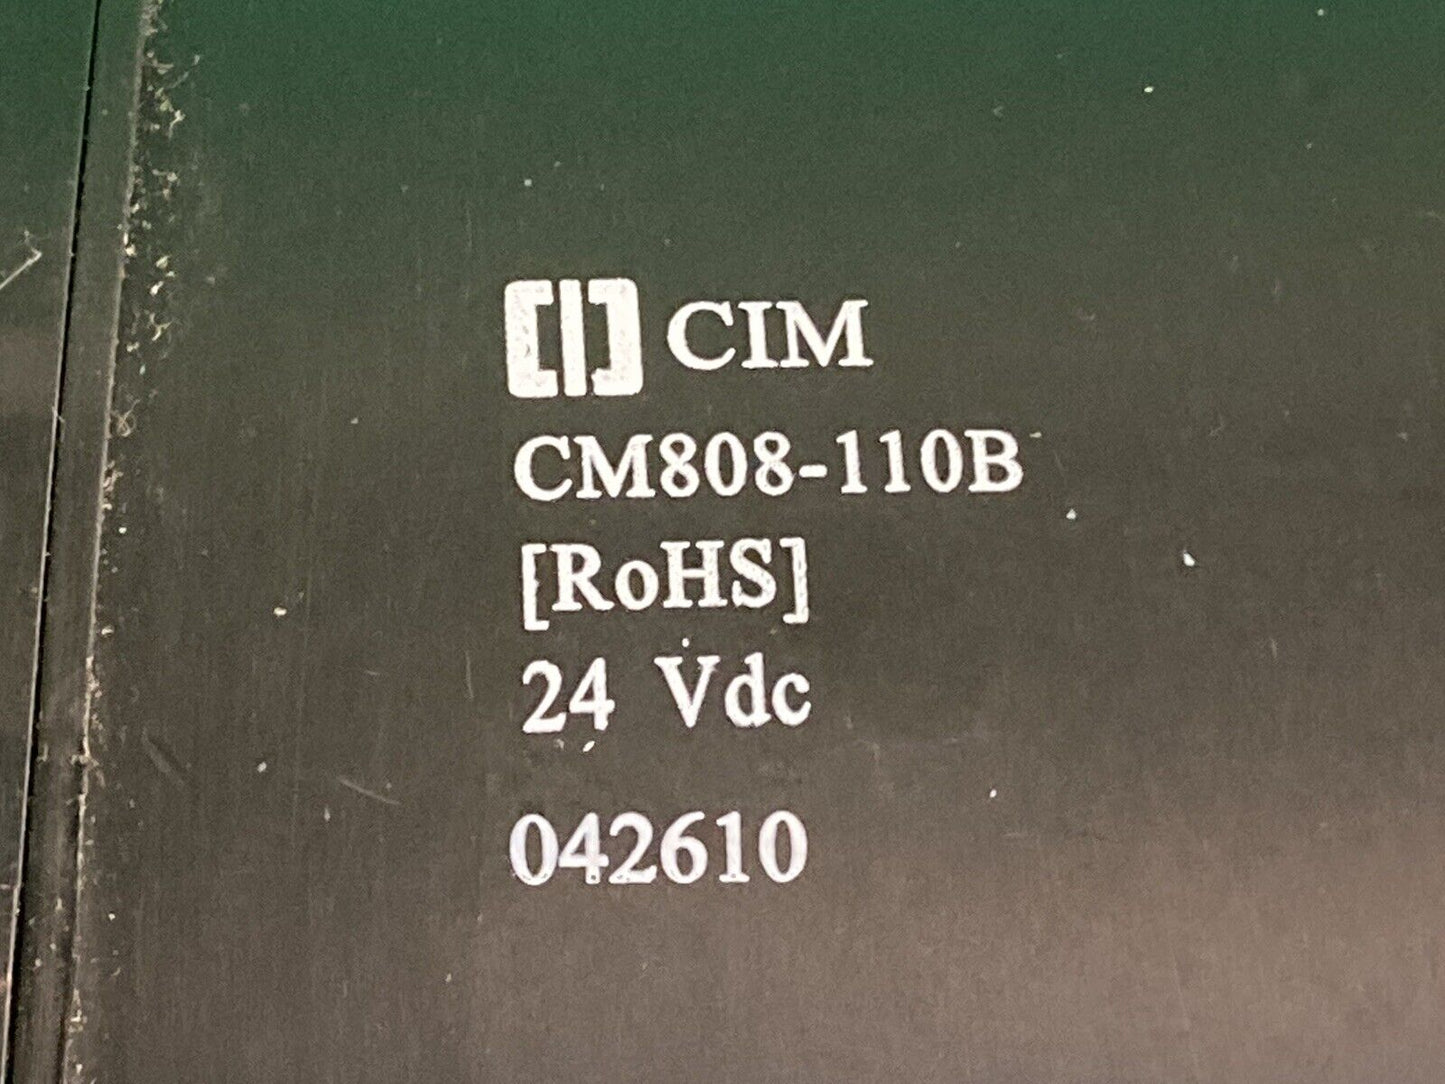 CIM
CM808-110B
[RoHS]
24 Vdc
042610